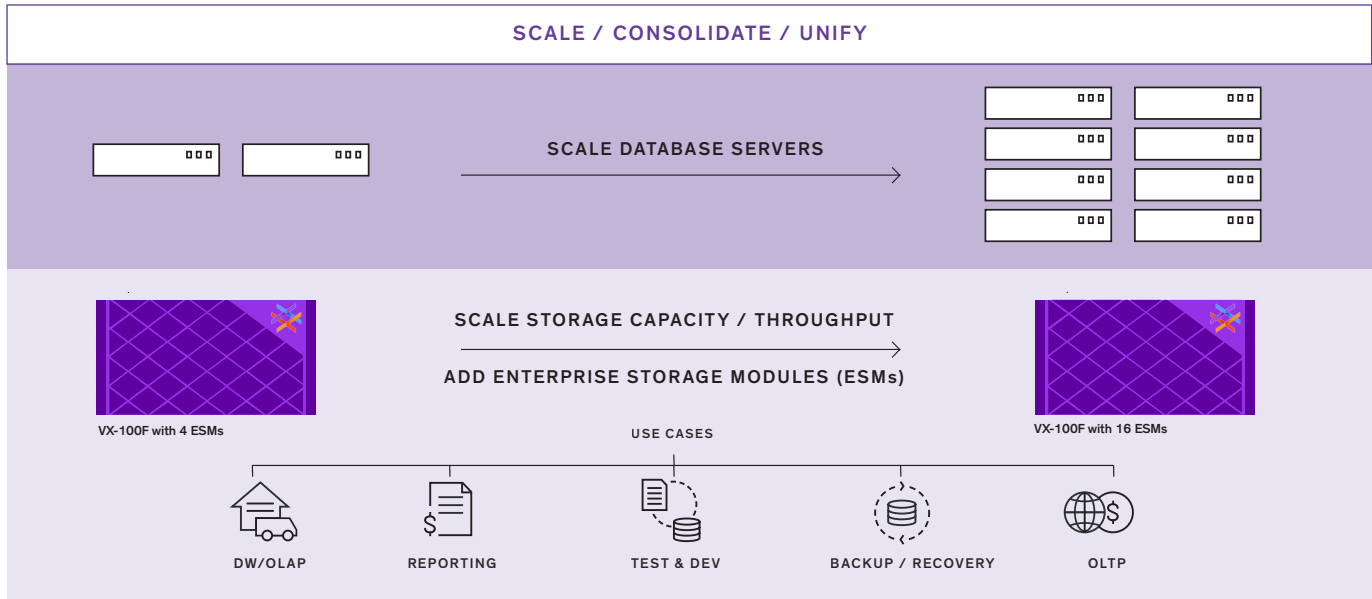 SCALE / CONSOLIDATE / UNIFY
SCALE DATABASE SERVERS
SCALE STORAGE CAPACITY / THROUGHPUT
ADD ENTERPRISE STORAGE MODULES (ESMs)
VX-100F with 4 ESMs
VX-100F with 16 ESMs
USE CASES
$
$
DW/OLAP
REPORTING
TEST & DEV
BACKUP / RECOVERY
OLTP